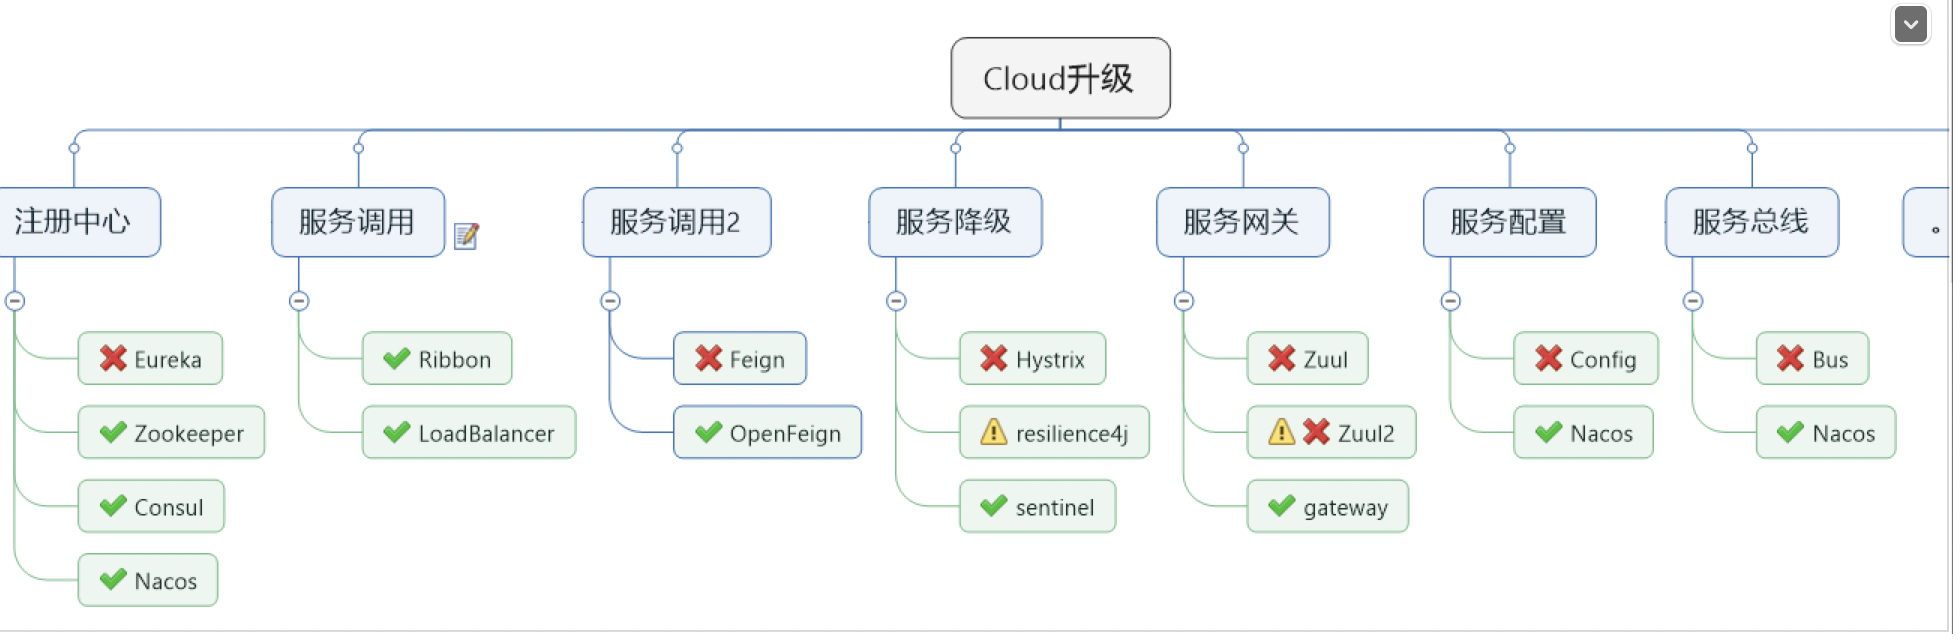 Cloud升级
注册中心
服务调用
服务调用2
服务降级
服务网关
服务配置
服务总线
。
Eureka
Zookeeper
Consul
Nacos
Ribbon
LoadBalancer
Feign
OpenFeign
Hystrix
resilience4j
sentinel
Zuul
Zuul2
gateway
Config
Nacos
Bus
Nacos